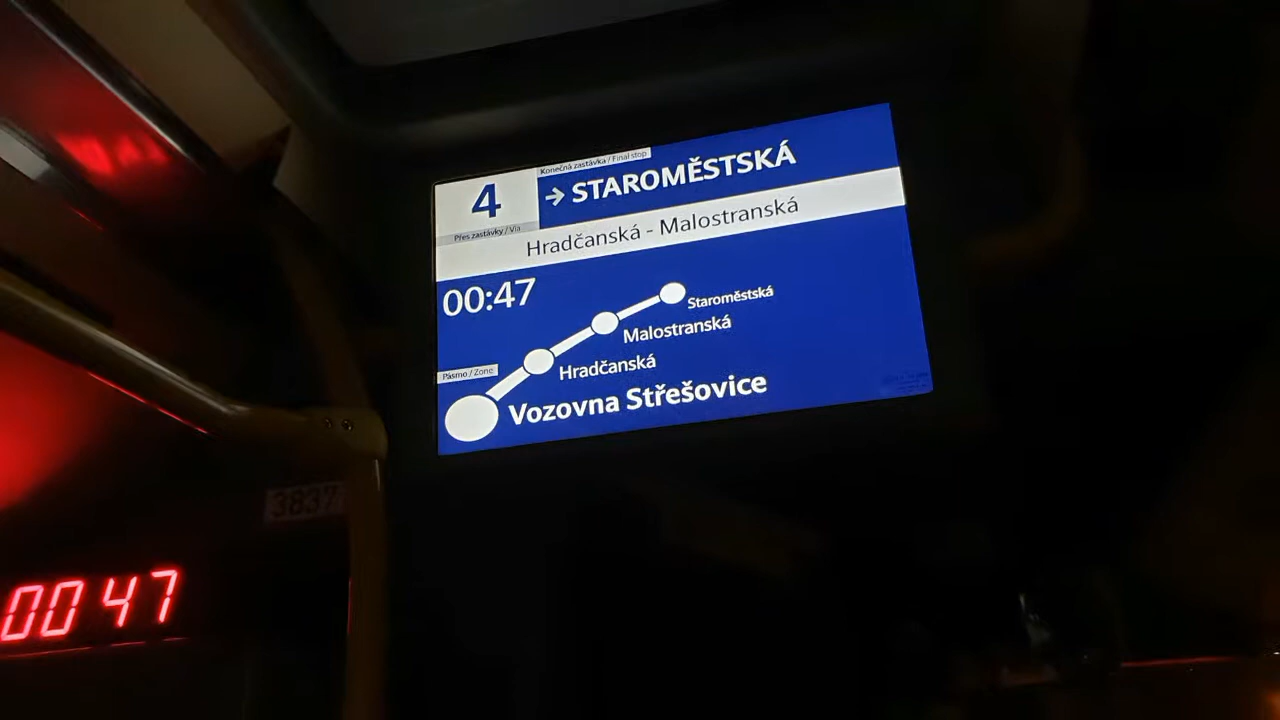 Konečná zastávka / Final stop
4
→ STAROMĚSTSKÁ
Přes zastávky / Via
Hradčanská - Malostranská
00:47
Staroměstská
Malostranská
Hradčanská
Pásmo / Zone
Vozovna Střešovice
3837
00 47